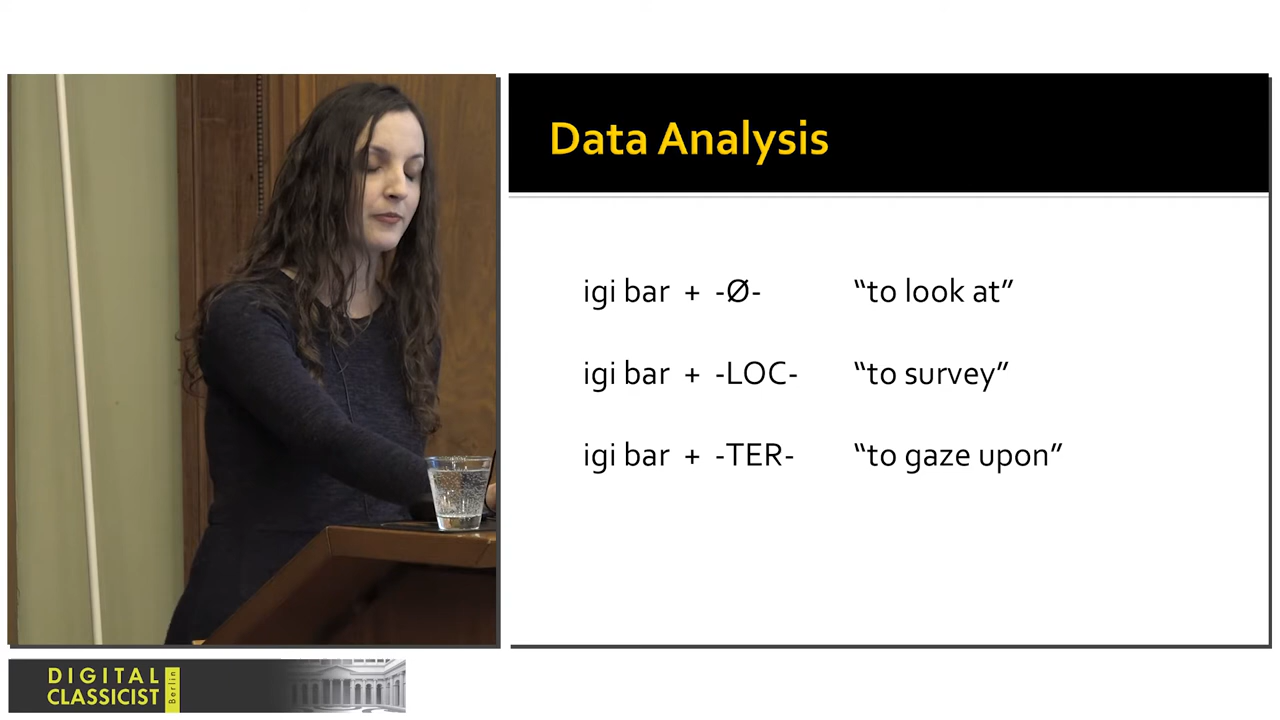 Data Analysis
igi bar + -Ø- “to look at”
igi bar + -LOC- “to survey”
igi bar + -TER- “to gaze upon”
DIGITAL
CLASSICIST
Berlin